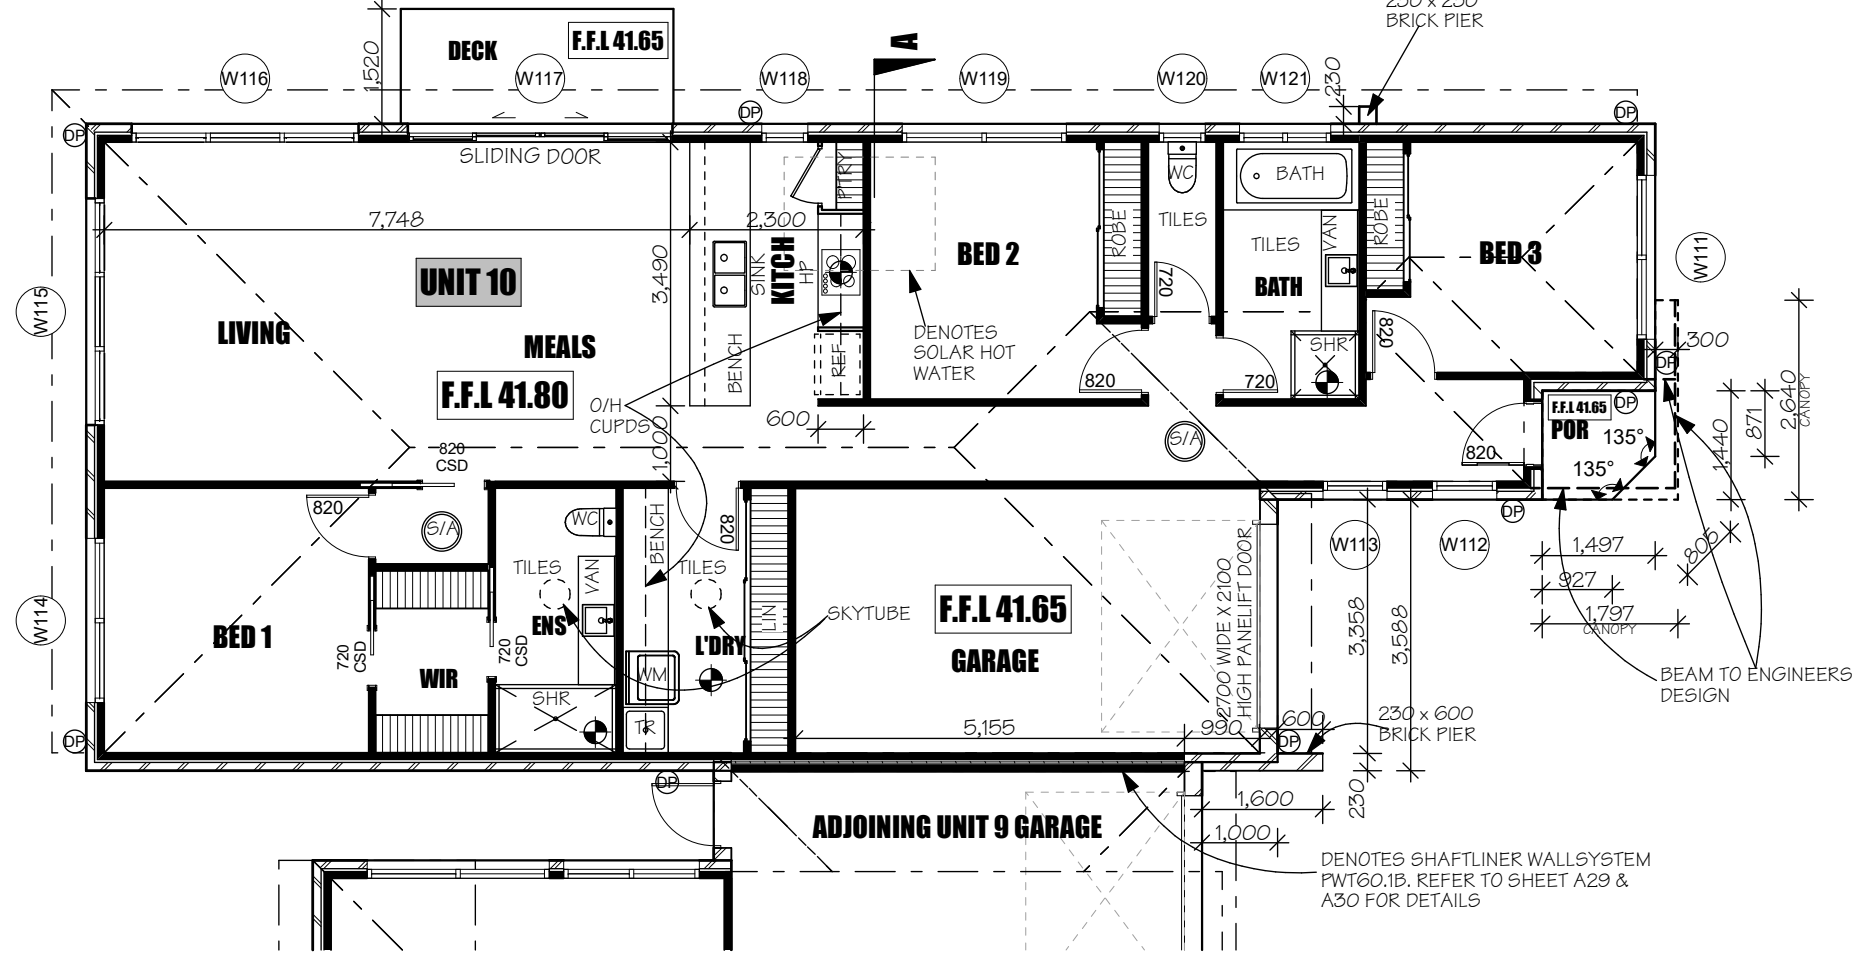 230 x 230
BRICK PIER
DECK
F.F.L 41.65
A
1,520
W116
W117
W118
W119
W120
W121
230
DP
DP
DP
SLIDING DOOR
PTRY
WC
BATH
7,748
2,300
ROBE
TILES
VAN
ROBE
KITCH
HP
SINK
BED 2
TILES
BED 3
W111
UNIT 10
3,490
720
BATH
W115
LIVING
MEALS
DENOTES
SOLAR HOT
WATER
BENCH
REF
820
SHR
300
DP
F.F.L 41.80
820
720
2,640
CANOPY
O/H
CUPDS
600
F.F.L 41.65
DP
POR
135°
871
1,440
1,000
820
CSD
S/A
820
135°
820
S/A
WC
BENCH
820
DP
W113
W112
1,497
805
TILES
VAN
TILES
2700 WIDE X 2100
HIGH PANELIFT DOOR
927
W114
BED 1
ENS
LIN
SKYTUBE
F.F.L 41.65
3,358
3,588
1,797
CANOPY
720
CSD
720
CSD
L'DRY
GARAGE
WIR
WM
BEAM TO ENGINEERS
DESIGN
SHR
TR
5,155
990
600
230 x 600
BRICK PIER
DP
DP
DP
230
1,600
ADJOINING UNIT 9 GARAGE
1,000
DENOTES SHAFTLINER WALLSYSTEM
PWT60.1B. REFER TO SHEET A29 &
A30 FOR DETAILS